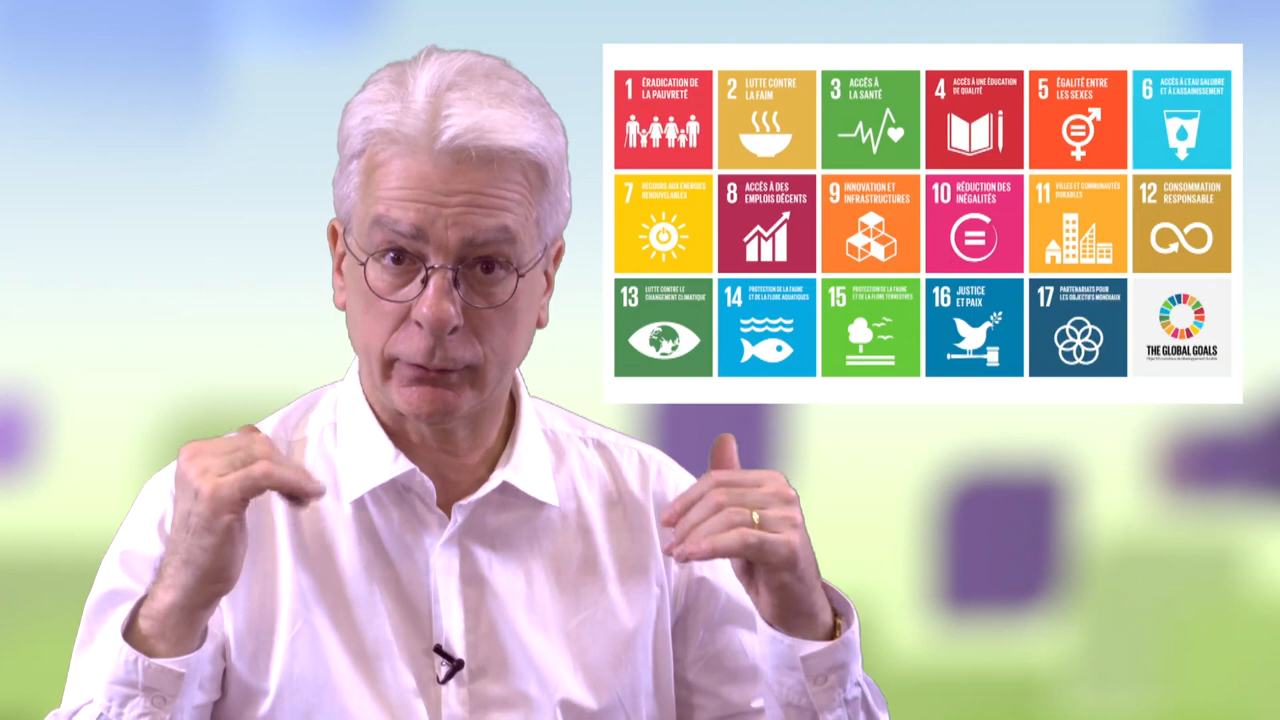 1 ÉRADICATION DE
LA PAUVRETÉ
2 LUTTE CONTRE
LA FAIM
3 ACCÈS À
LA SANTÉ
4 ACCÈS À UNE ÉDUCATION
DE QUALITÉ
5 ÉGALITÉ ENTRE
LES SEXES
6 ACCÈS À L'EAU SALUBRE
ET À L'ASSAINISSEMENT
7 RECOURS AUX ÉNERGIES
RENOUVELABLES
8 ACCÈS À DES
EMPLOIS DÉCENTS
9 INNOVATION ET
INFRASTRUCTURES
10 RÉDUCTION DES
INÉGALITÉS
11 VILLES ET COMMUNAUTÉS
DURABLES
12 CONSOMMATION
RESPONSABLE
13 LUTTE CONTRE LE
CHANGEMENT CLIMATIQUE
14 PROTECTION DE LA FAUNE
ET DE LA FLORE AQUATIQUES
15 PROTECTION DE LA FAUNE
ET DE LA FLORE TERRESTRES
16 JUSTICE
ET PAIX
17 PARTENARIATS POUR
LES OBJECTIFS MONDIAUX
THE GLOBAL GOALS